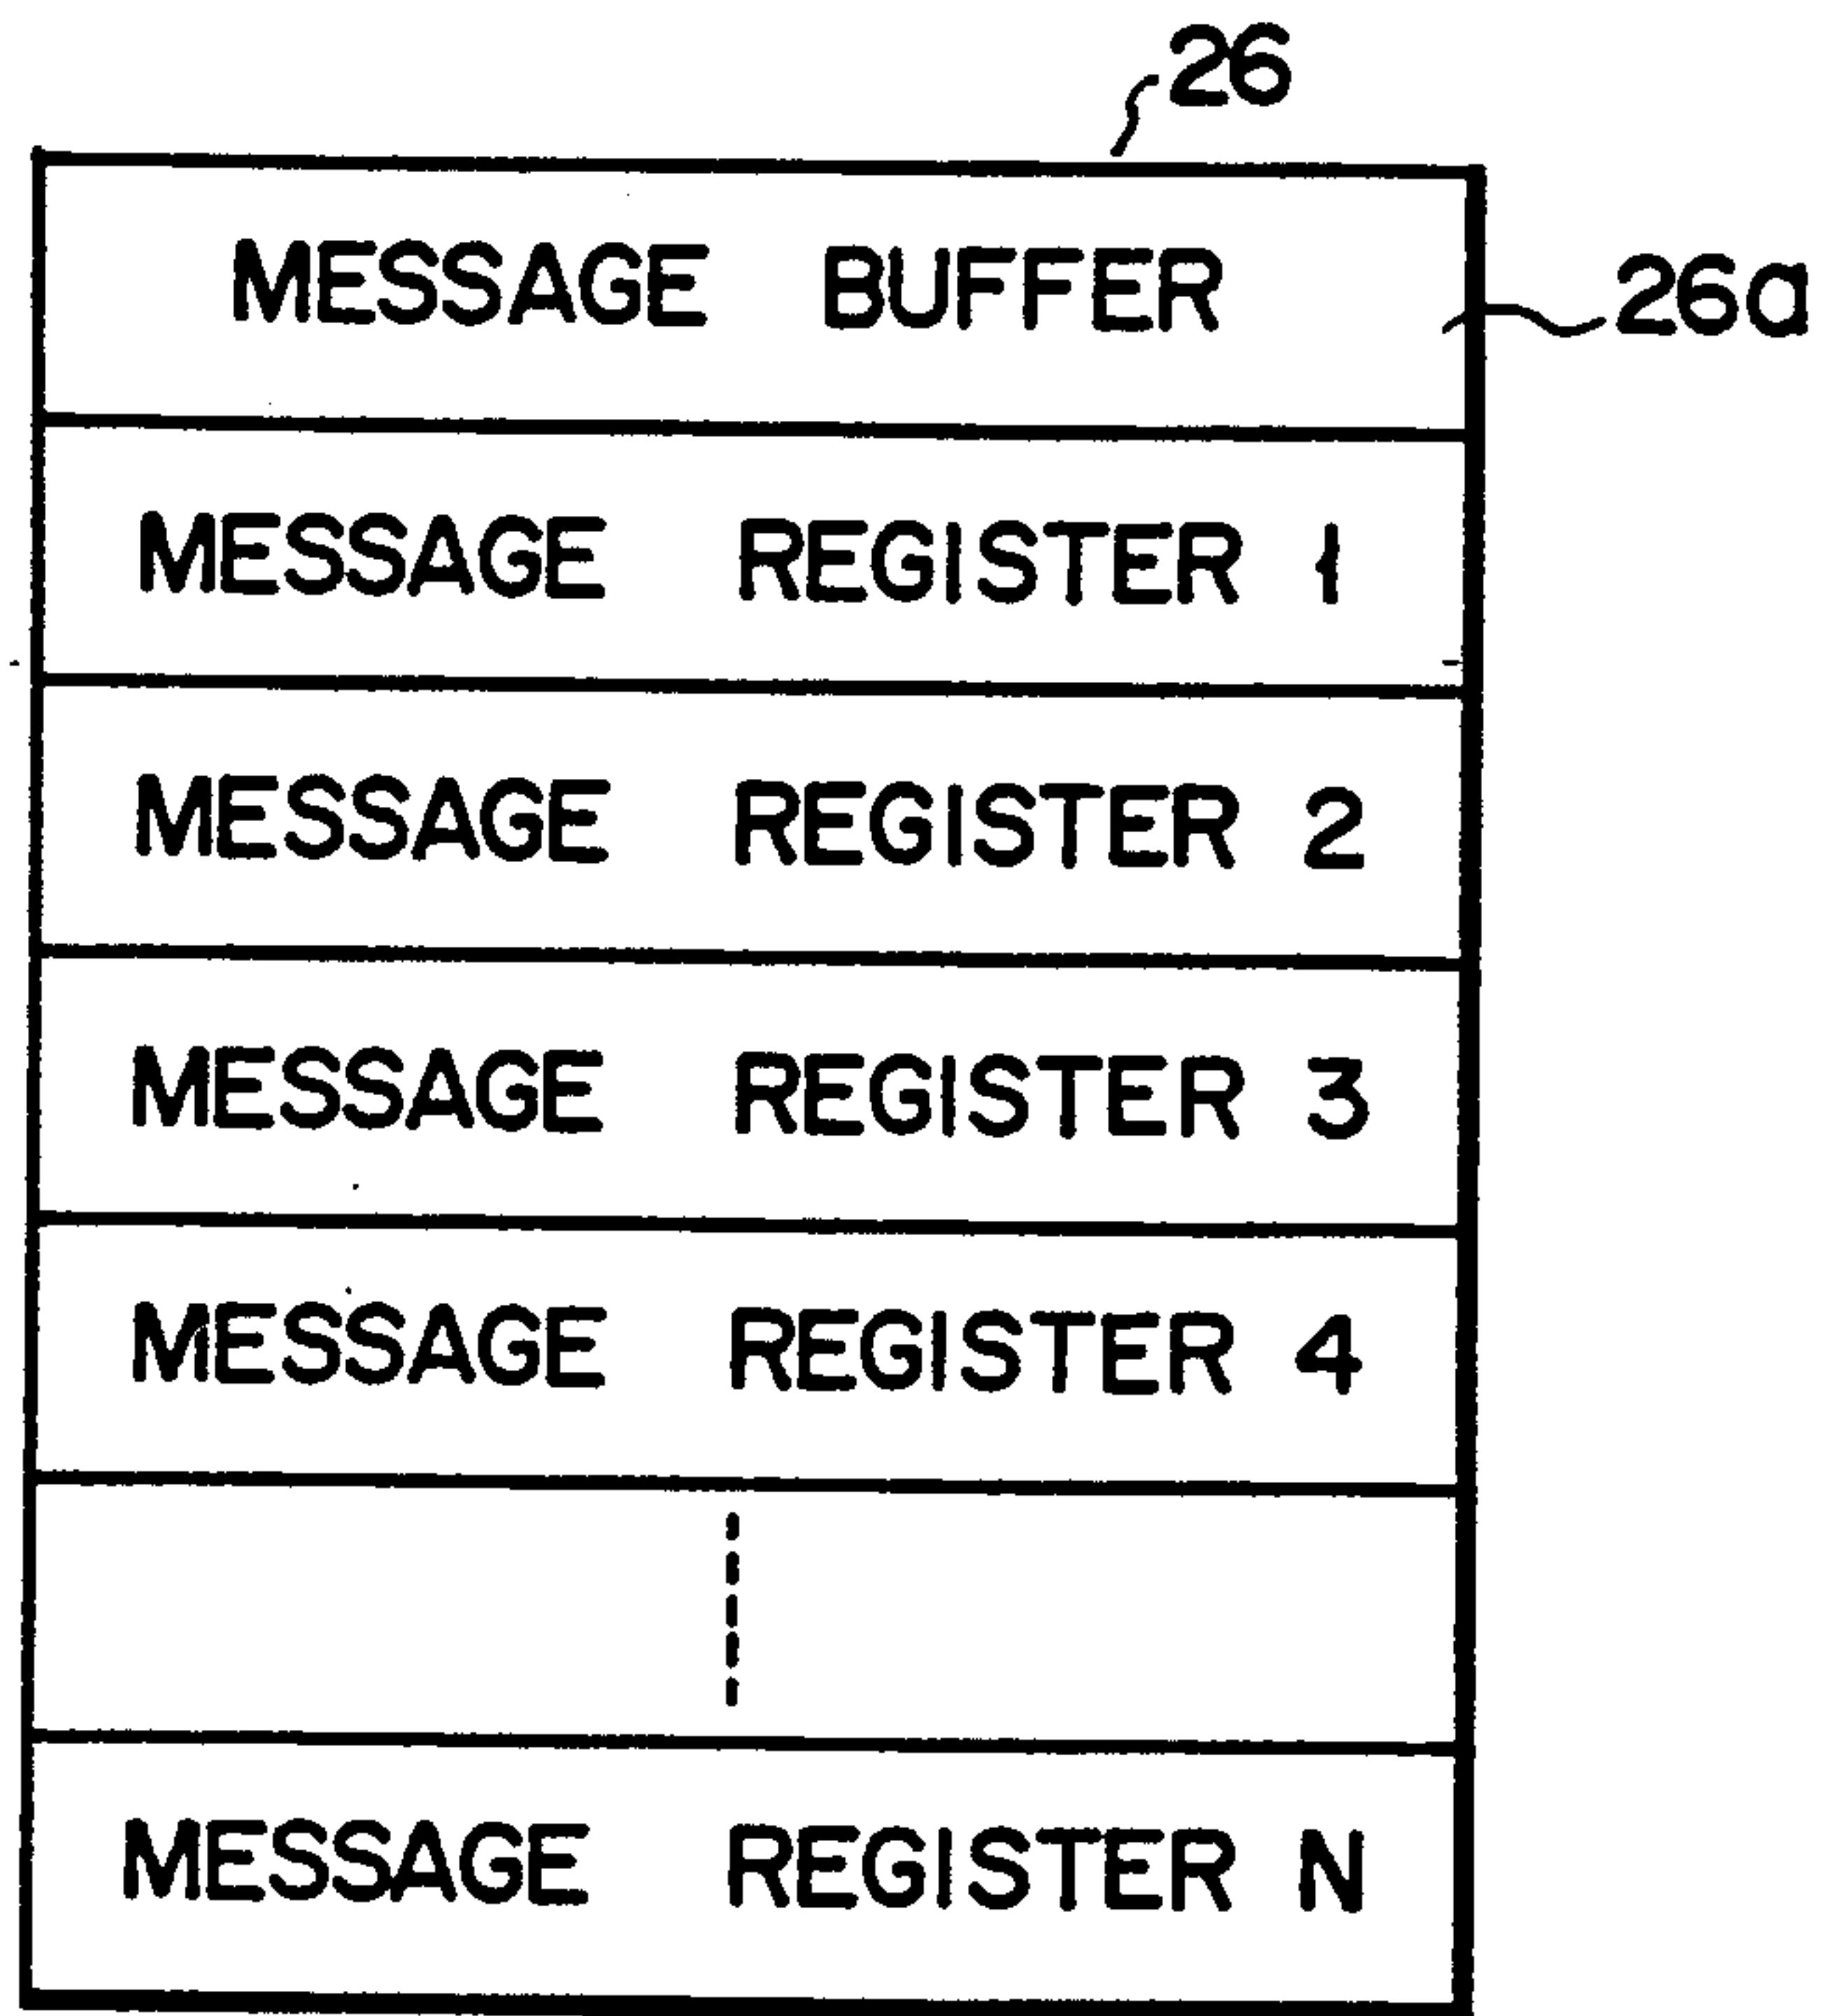 26
MESSAGE BUFFER
26a
MESSAGE REGISTER 1
MESSAGE REGISTER 2
MESSAGE REGISTER 3
MESSAGE REGISTER 4
MESSAGE REGISTER N